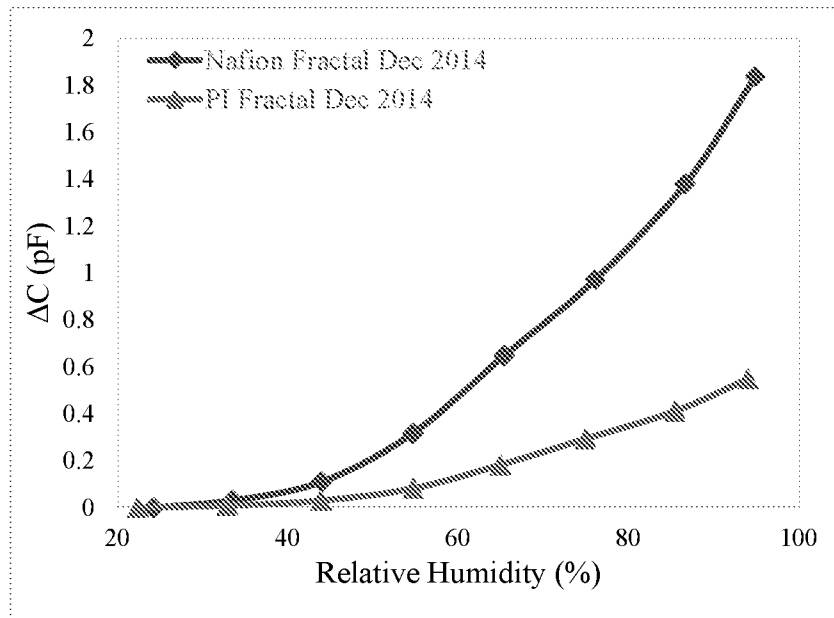 2
Nafion Fractal Dec 2014
1.8
PI Fractal Dec 2014
1.6
1.4
1.2
1
0.8
0.6
0.4
0.2
0
ΔC (pF)
20 40 60 80 100
Relative Humidity (%)